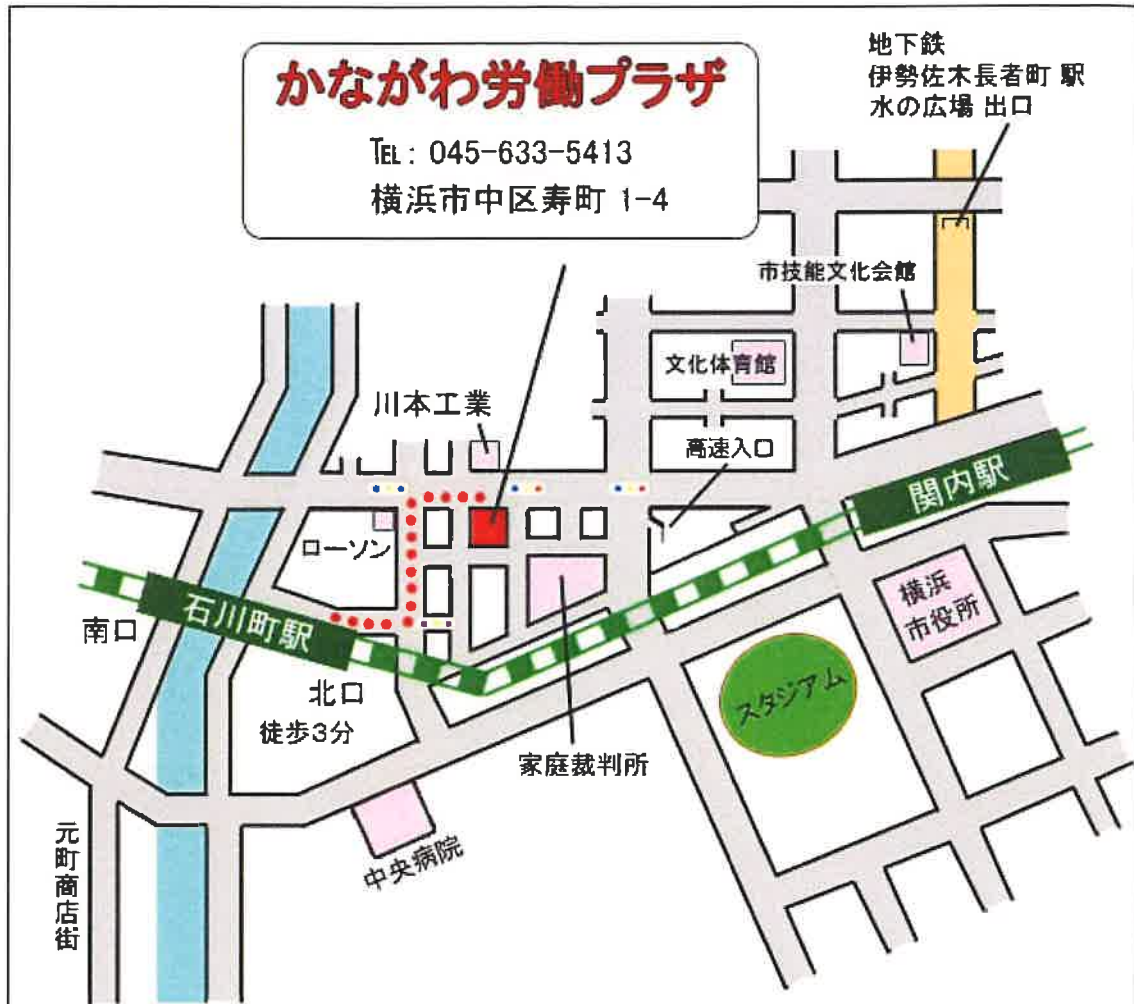 かながわ労働プラザ
TEL: 045-633-5413
横浜市中区寿町 1-4
地下鉄
伊勢佐木長者町 駅
水の広場 出口
市技能文化会館
文化体育館
川本工業
高速入口
関内駅
ローソン
石川町駅
南口
北口
徒歩3分
横浜
市役所
スタジアム
家庭裁判所
中央病院
元町商店街